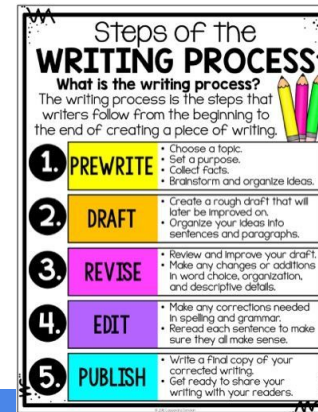 Steps of the
WRITING PROCESS
What is the writing process?
The writing process is the steps that
writers follow from the beginning to
the end of creating a piece of writing.
1. PREWRITE
• Choose a topic.
• Set a purpose.
• Collect facts.
• Brainstorm and organize ideas.
2. DRAFT
• Create a rough draft that will
later be improved on.
• Organize your ideas into
sentences and paragraphs.
3. REVISE
• Review and improve your draft.
• Make any changes or additions
in word choice, organization,
and descriptive details.
4. EDIT
• Make any corrections needed
in spelling and grammar.
• Reread each sentence to make
sure they all make sense.
5. PUBLISH
• Write a final copy of your
corrected writing.
• Get ready to share your
writing with your readers.